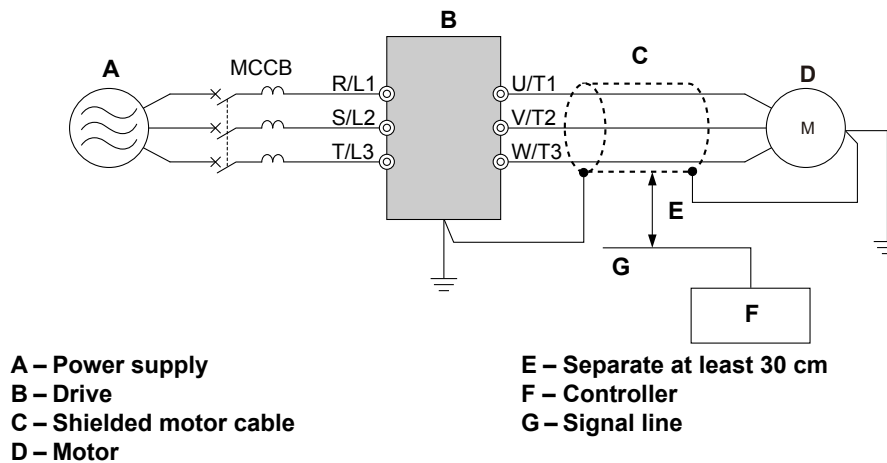 B
A
C
D
MCCB
R/L1
U/T1
S/L2
V/T2
M
T/L3
W/T3
E
G
F
A – Power supply
B – Drive
C – Shielded motor cable
D – Motor
E – Separate at least 30 cm
F – Controller
G – Signal line